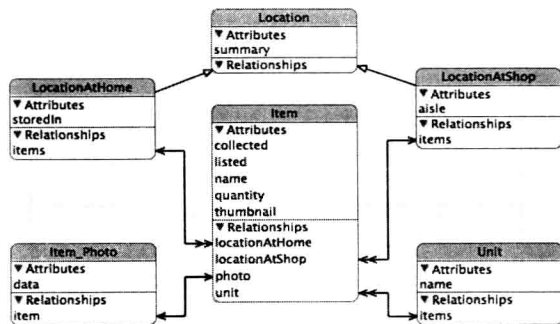 Location
▼ Attributes
summary
▼ Relationships
LocationAtHome
▼ Attributes
storedIn
▼ Relationships
items
LocationAtShop
▼ Attributes
aisle
▼ Relationships
items
Item
▼ Attributes
collected
listed
name
quantity
thumbnail
▼ Relationships
locationAtHome
locationAtShop
photo
unit
Item_Photo
▼ Attributes
data
▼ Relationships
item
Unit
▼ Attributes
name
▼ Relationships
items